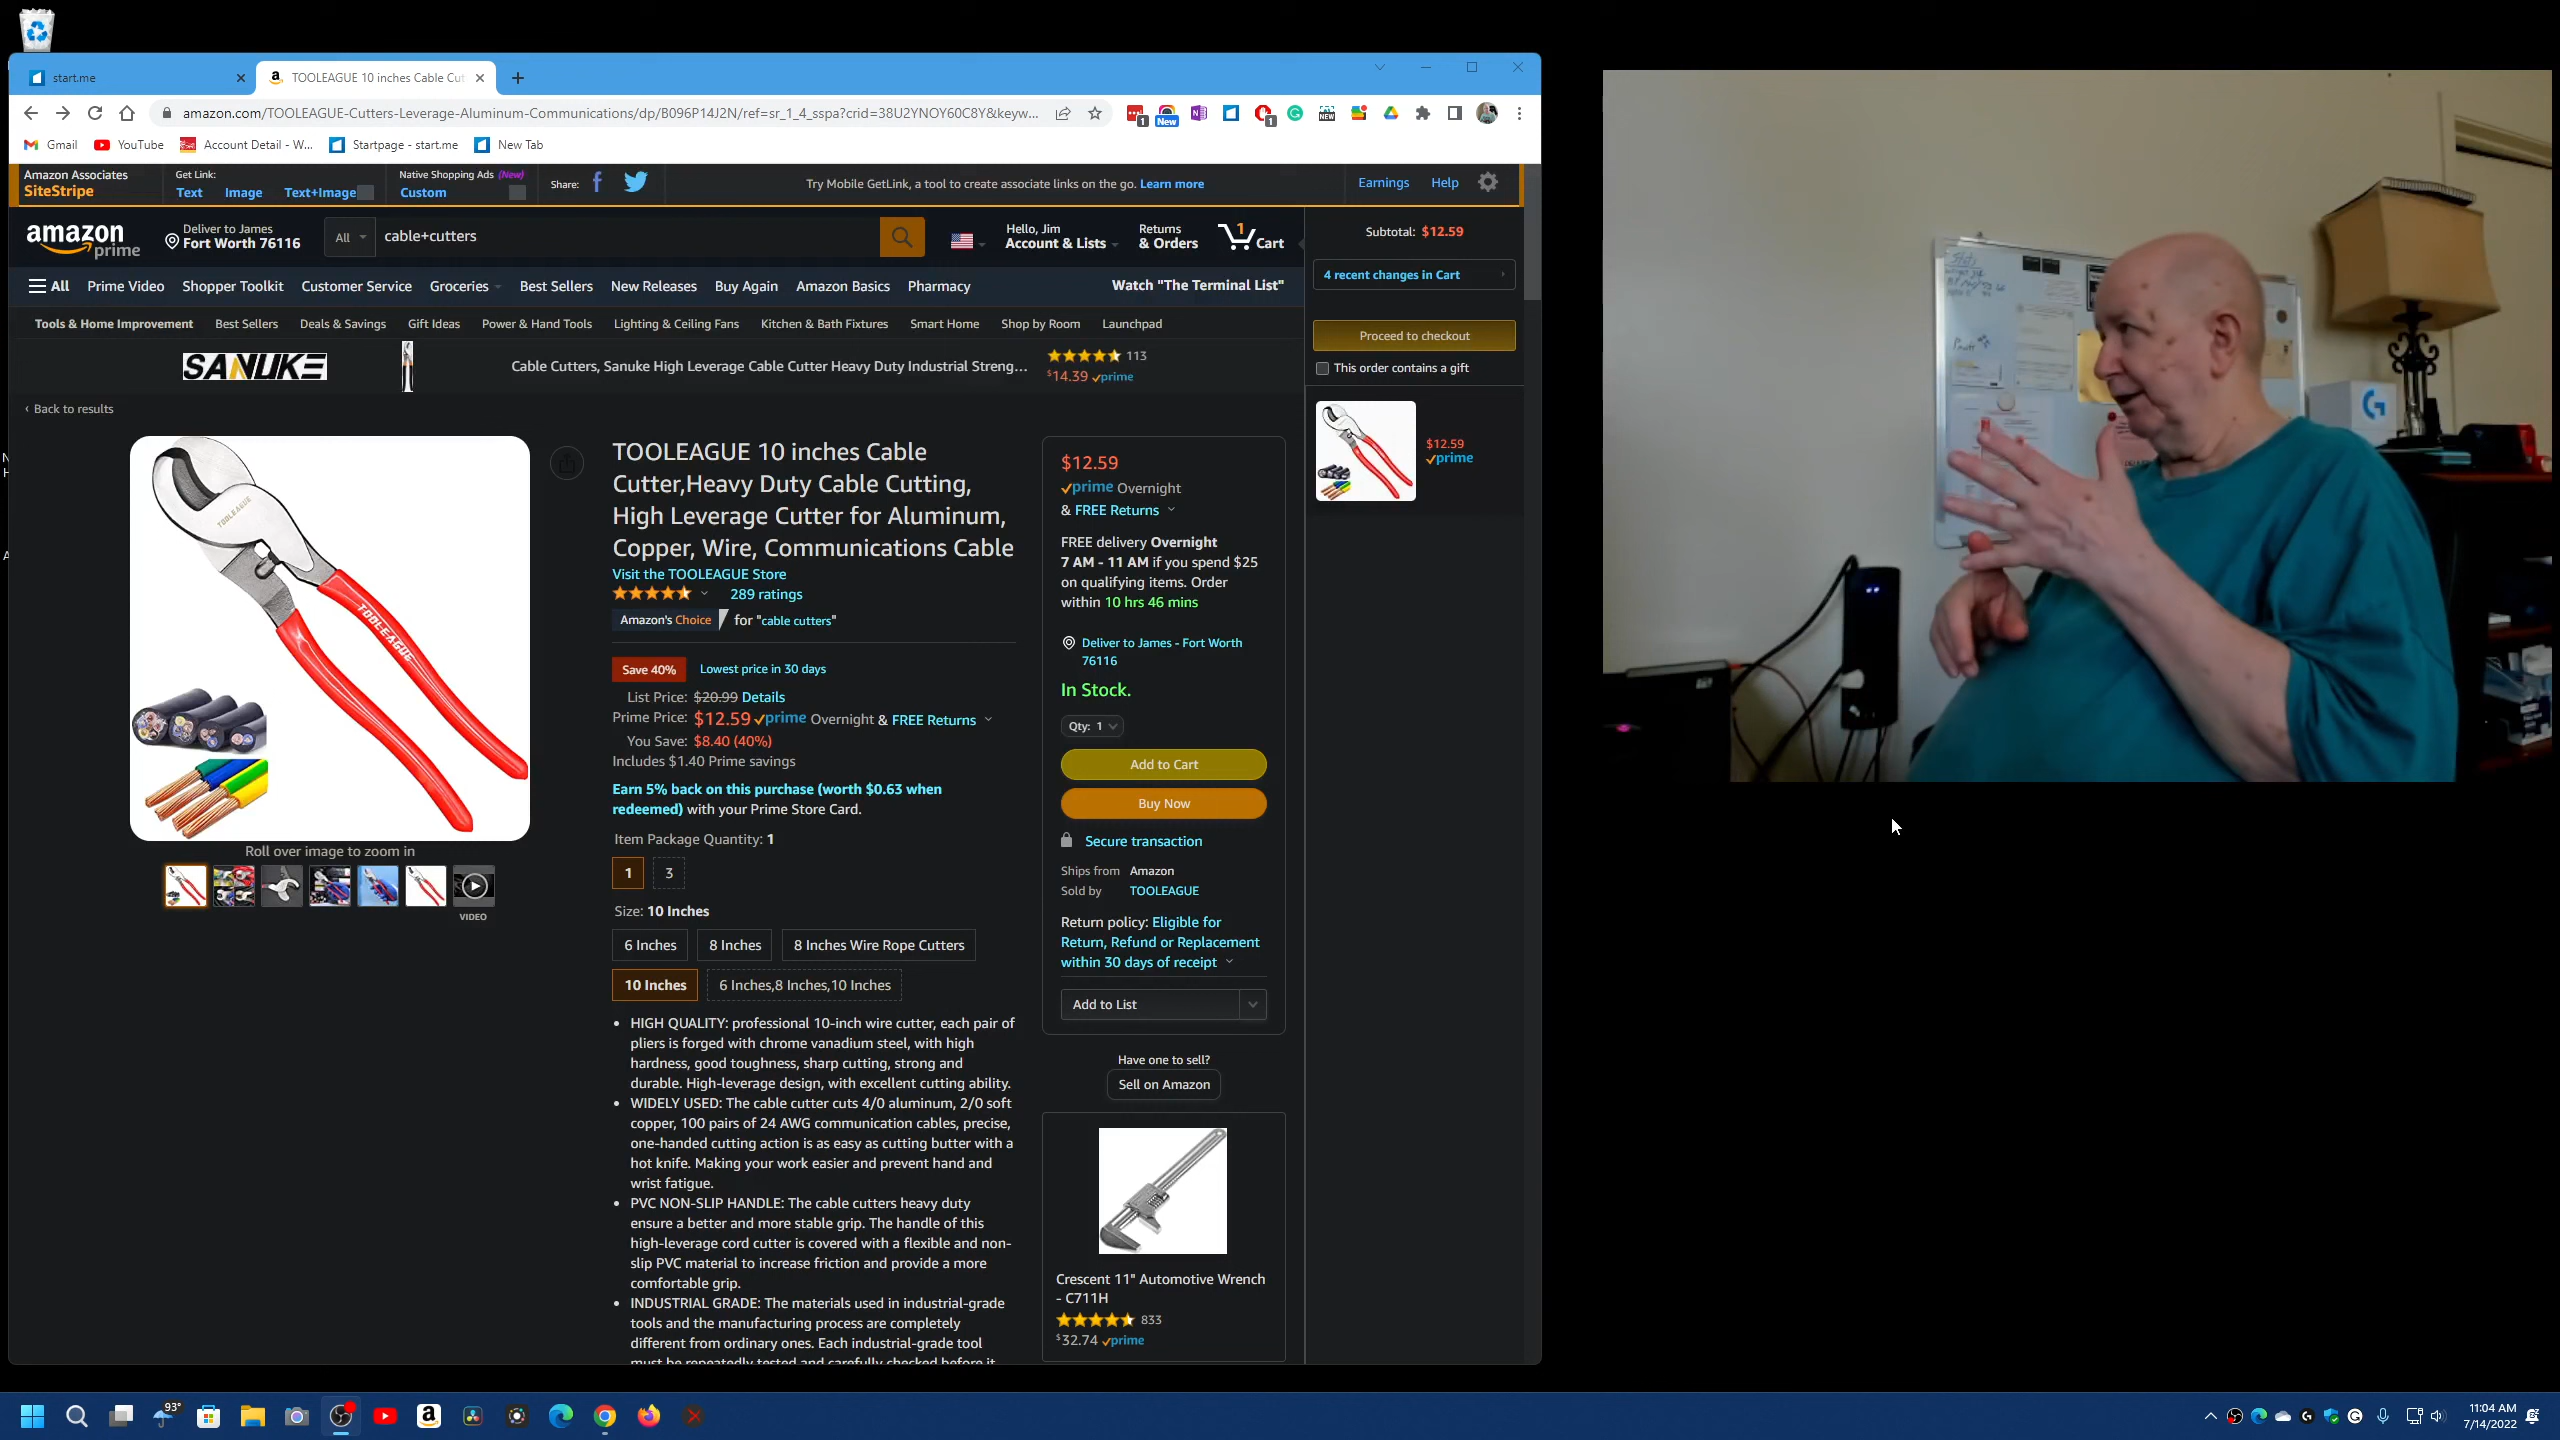 start.me
TOOLEAGUE 10 inches Cable Cut
amazon.com/TOOLEAGUE-Cutters-Leverage-Aluminum-Communications/dp/B096P14J2N/ref=sr_1_4_sspa?crid=38U2YNOY60C8Y&keyw...
1
New
1
NEW
Gmail
YouTube
Account Detail - W...
Startpage - start.me
New Tab
Amazon Associates
SiteStripe
Get Link:
Text
Image
Text+Image
Native Shopping Ads (New)
Custom
Share:
Try Mobile GetLink, a tool to create associate links on the go. Learn more
Earnings
Help
amazon
prime
Deliver to James
Fort Worth 76116
All
cable+cutters
Hello, Jim
Account & Lists
Returns
& Orders
1
Cart
Subtotal: $12.59
4 recent changes in Cart
Proceed to checkout
This order contains a gift
$12.59
prime
All
Prime Video
Shopper Toolkit
Customer Service
Groceries
Best Sellers
New Releases
Buy Again
Amazon Basics
Pharmacy
Watch "The Terminal List"
Tools & Home Improvement
Best Sellers
Deals & Savings
Gift Ideas
Power & Hand Tools
Lighting & Ceiling Fans
Kitchen & Bath Fixtures
Smart Home
Shop by Room
Launchpad
SANUKE
Cable Cutters, Sanuke High Leverage Cable Cutter Heavy Duty Industrial Streng...
113
$14.39 prime
‹ Back to results
TOOLEAGUE
TOOLEAGUE
Roll over image to zoom in
VIDEO
TOOLEAGUE 10 inches Cable
Cutter,Heavy Duty Cable Cutting,
High Leverage Cutter for Aluminum,
Copper, Wire, Communications Cable
Visit the TOOLEAGUE Store
289 ratings
Amazon's Choice for "cable cutters"
Save 40% Lowest price in 30 days
List Price: $20.99 Details
Prime Price: $12.59 prime Overnight & FREE Returns
You Save: $8.40 (40%)
Includes $1.40 Prime savings
Earn 5% back on this purchase (worth $0.63 when
redeemed) with your Prime Store Card.
Item Package Quantity: 1
1
3
Size: 10 Inches
6 Inches
8 Inches
8 Inches Wire Rope Cutters
10 Inches
6 Inches,8 Inches,10 Inches
• HIGH QUALITY: professional 10-inch wire cutter, each pair of
pliers is forged with chrome vanadium steel, with high
hardness, good toughness, sharp cutting, strong and
durable. High-leverage design, with excellent cutting ability.
• WIDELY USED: The cable cutter cuts 4/0 aluminum, 2/0 soft
copper, 100 pairs of 24 AWG communication cables, precise,
one-handed cutting action is as easy as cutting butter with a
hot knife. Making your work easier and prevent hand and
wrist fatigue.
• PVC NON-SLIP HANDLE: The cable cutters heavy duty
ensure a better and more stable grip. The handle of this
high-leverage cord cutter is covered with a flexible and non-
slip PVC material to increase friction and provide a more
comfortable grip.
• INDUSTRIAL GRADE: The materials used in industrial-grade
tools and the manufacturing process are completely
different from ordinary ones. Each industrial-grade tool
must be repeatedly tested and carefully checked before it
$12.59
prime Overnight
& FREE Returns
FREE delivery Overnight
7 AM - 11 AM if you spend $25
on qualifying items. Order
within 10 hrs 46 mins
Deliver to James - Fort Worth
76116
In Stock.
Qty: 1
Add to Cart
Buy Now
Secure transaction
Ships from Amazon
Sold by TOOLEAGUE
Return policy: Eligible for
Return, Refund or Replacement
within 30 days of receipt
Add to List
Have one to sell?
Sell on Amazon
Crescent 11" Automotive Wrench
- C711H
833
$32.74 prime
93°
11:04 AM
7/14/2022